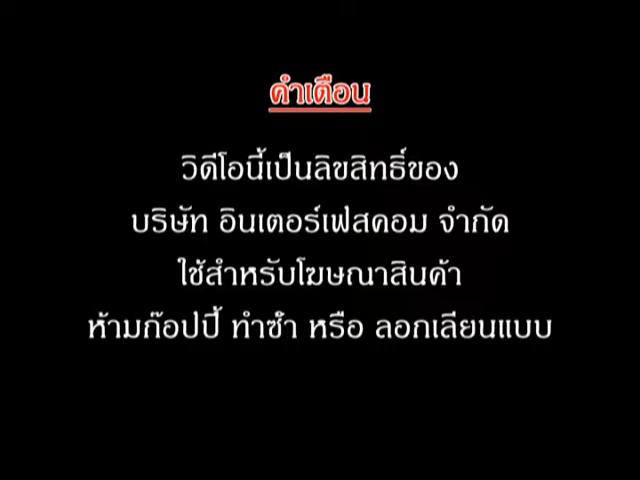 คำเตือน
วิดีโอนี้เป็นลิขสิทธิ์ของ
บริษัท อินเตอร์เฟสคอม จำกัด
ใช้สำหรับโฆษณาสินค้า
ห้ามก๊อปปี้ ทำซ้ำ หรือ ลอกเลียนแบบ